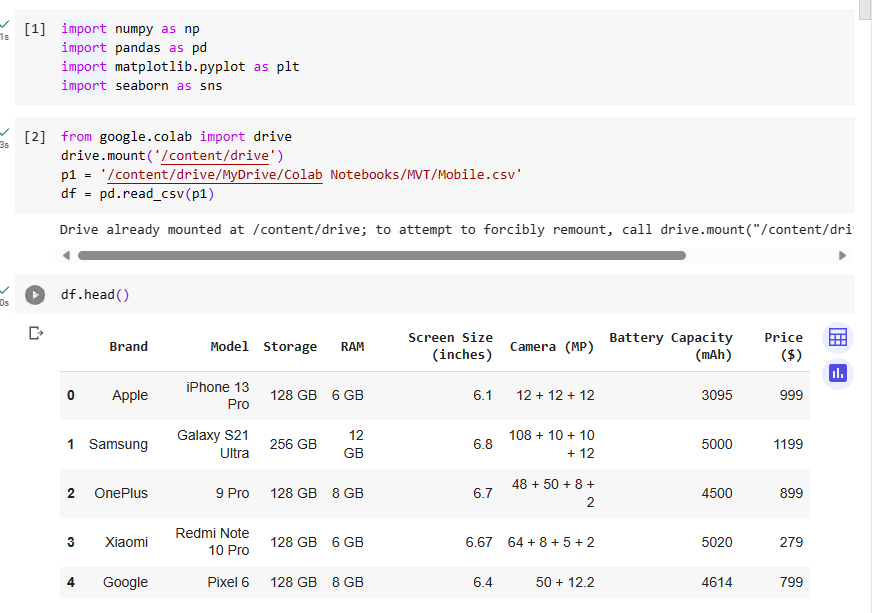 [1] import numpy as np
import pandas as pd
import matplotlib.pyplot as plt
import seaborn as sns
1s
[2] from google.colab import drive
drive.mount('/content/drive')
p1 = '/content/drive/MyDrive/Colab Notebooks/MVT/Mobile.csv'
df = pd.read_csv(p1)
3s
Drive already mounted at /content/drive; to attempt to forcibly remount, call drive.mount("/content/dri
df.head()
0s
Brand Model Storage RAM Screen Size (inches) Camera (MP) Battery Capacity (mAh) Price ($)
0 Apple iPhone 13 Pro 128 GB 6 GB 6.1 12 + 12 + 12 3095 999
1 Samsung Galaxy S21 Ultra 256 GB 12 GB 6.8 108 + 10 + 10 + 12 5000 1199
2 OnePlus 9 Pro 128 GB 8 GB 6.7 48 + 50 + 8 + 2 4500 899
3 Xiaomi Redmi Note 10 Pro 128 GB 6 GB 6.67 64 + 8 + 5 + 2 5020 279
4 Google Pixel 6 128 GB 8 GB 6.4 50 + 12.2 4614 799